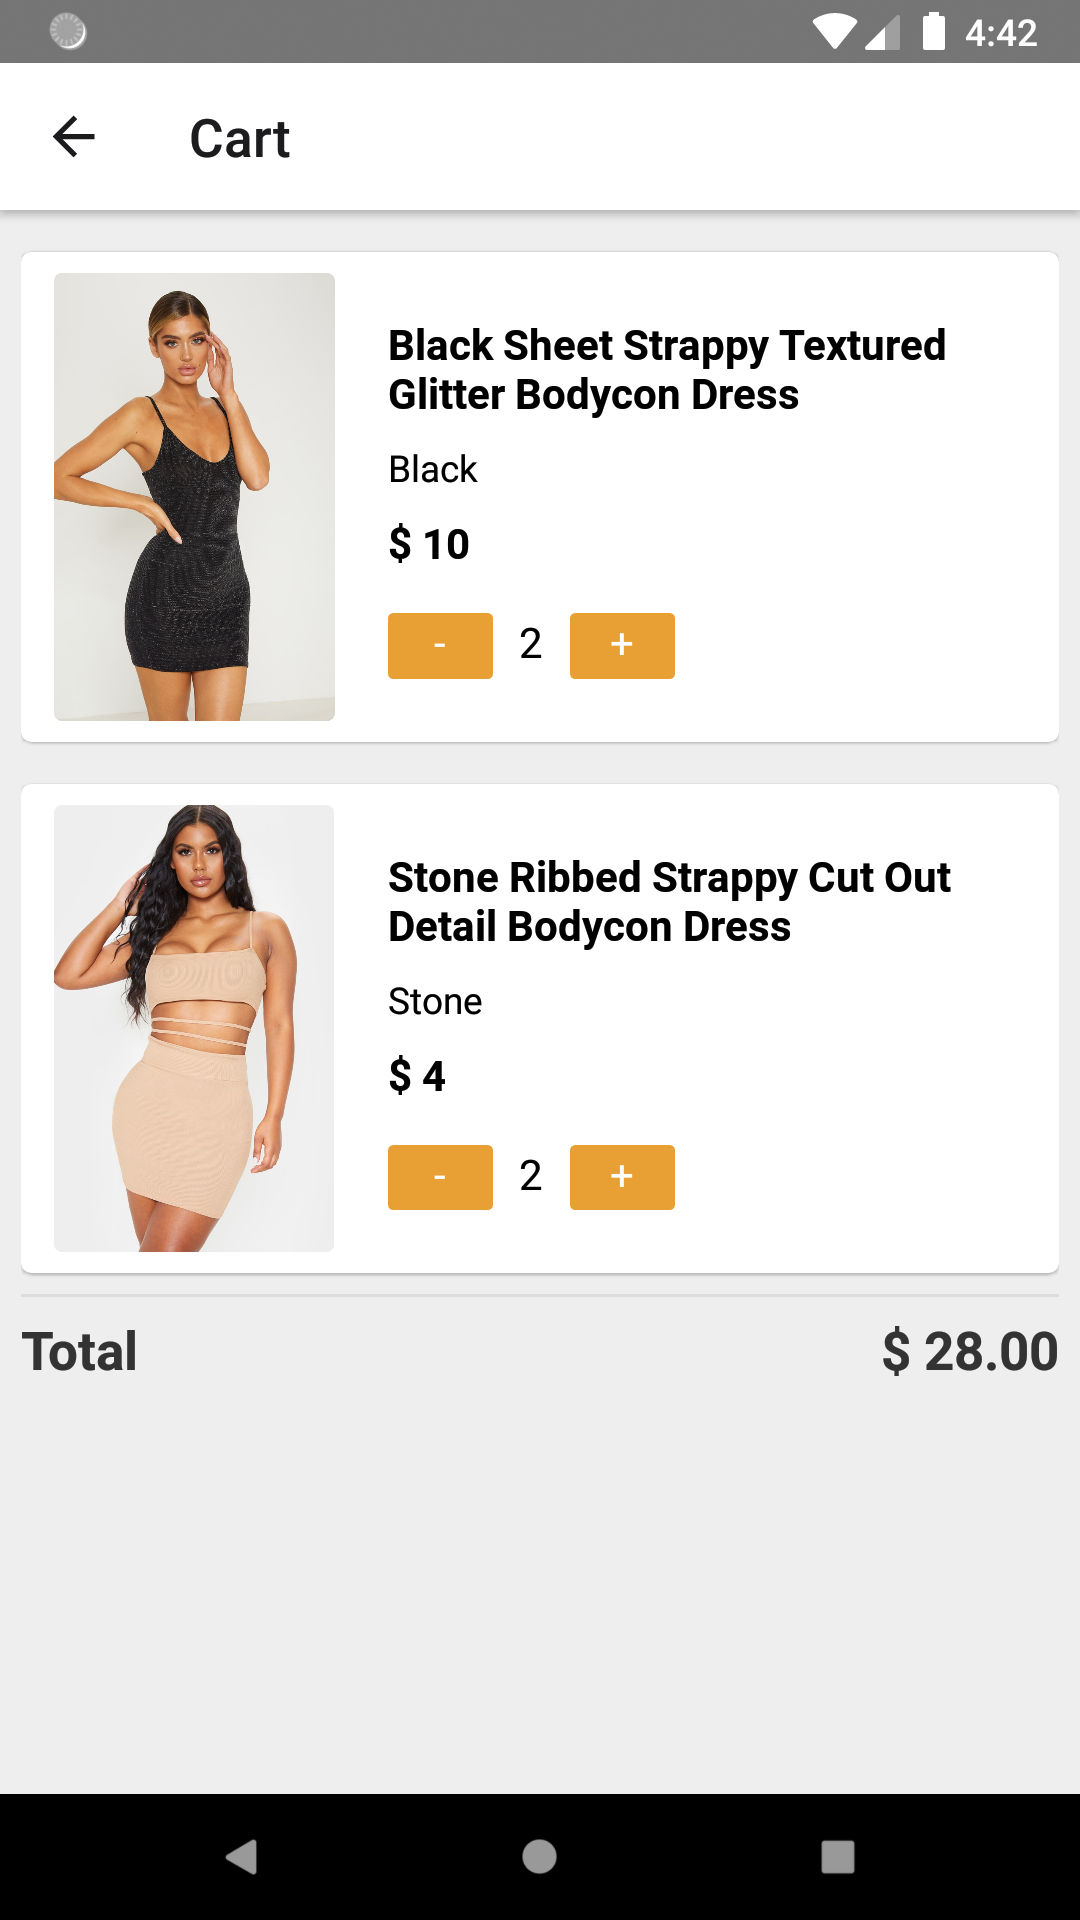 4:42
Cart
Black Sheet Strappy Textured
Glitter Bodycon Dress
Black
$ 10
- 2 +
Stone Ribbed Strappy Cut Out
Detail Bodycon Dress
Stone
$ 4
- 2 +
Total $ 28.00